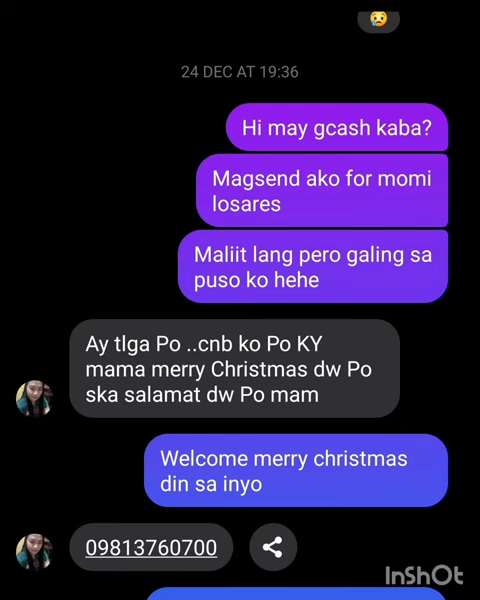 24 DEC AT 19:36
Hi may gcash kaba?
Magsend ako for momi
losares
Maliit lang pero galing sa
puso ko hehe
Ay tlga Po ..cnb ko Po KY
mama merry Christmas dw Po
ska salamat dw Po mam
Welcome merry christmas
din sa inyo
09813760700
InShOt